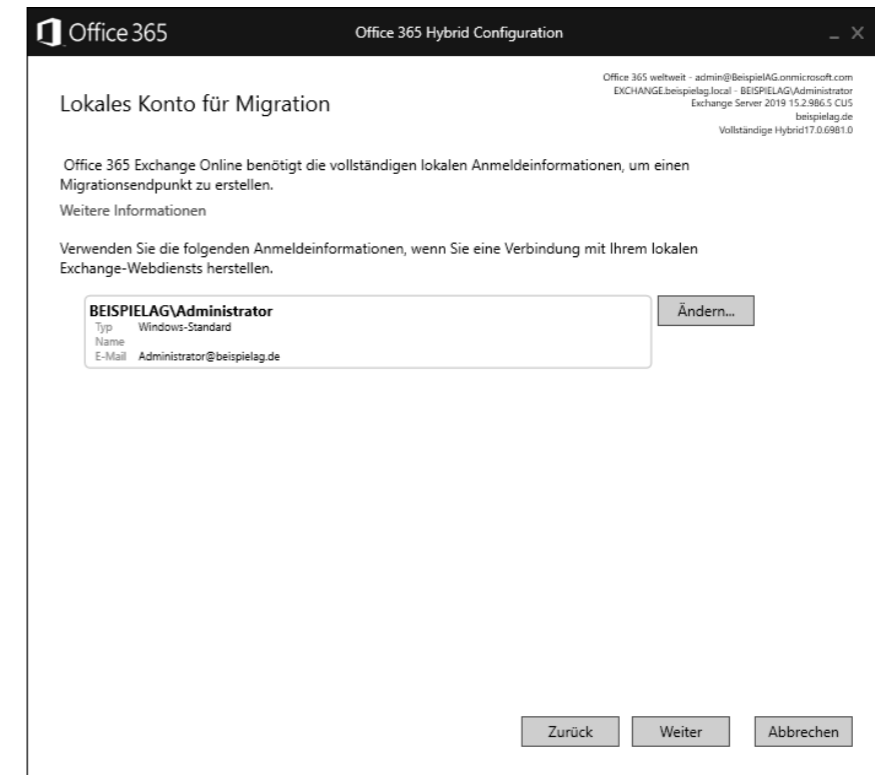 Office 365
Office 365 Hybrid Configuration
Office 365 weltweit - admin@BeispielAG.onmicrosoft.com
EXCHANGE.beispielag.local - BEISPIELAG\Administrator
Exchange Server 2019 15.2.986.5 CU5
beispielag.de
Vollständige Hybrid17.0.6981.0
Lokales Konto für Migration
Office 365 Exchange Online benötigt die vollständigen lokalen Anmeldeinformationen, um einen
Migrationsendpunkt zu erstellen.
Weitere Informationen
Verwenden Sie die folgenden Anmeldeinformationen, wenn Sie eine Verbindung mit Ihrem lokalen
Exchange-Webdiensts herstellen.
BEISPIELAG\Administrator
Typ Windows-Standard
Name
E-Mail Administrator@beispielag.de
Ändern...
Zurück Weiter Abbrechen